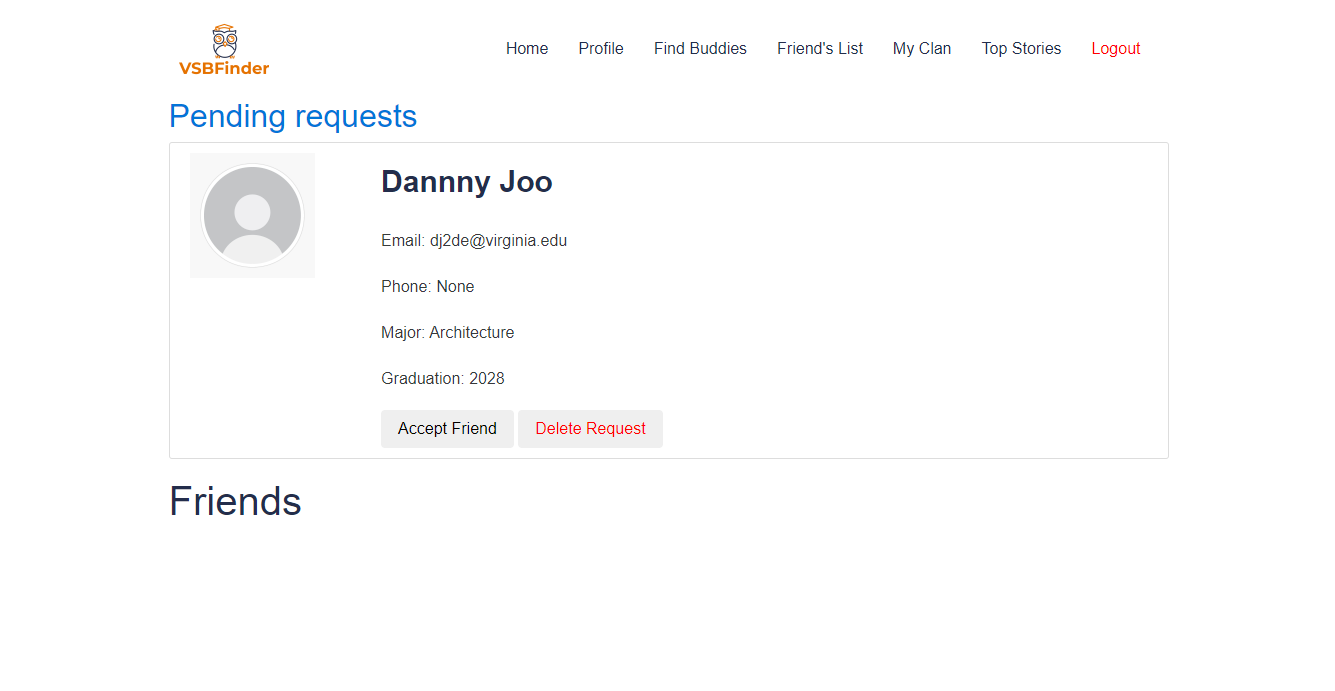 VSBFinder
Home Profile Find Buddies Friend's List My Clan Top Stories Logout
Pending requests
Dannny Joo
Email: dj2de@virginia.edu
Phone: None
Major: Architecture
Graduation: 2028
Accept Friend Delete Request
Friends